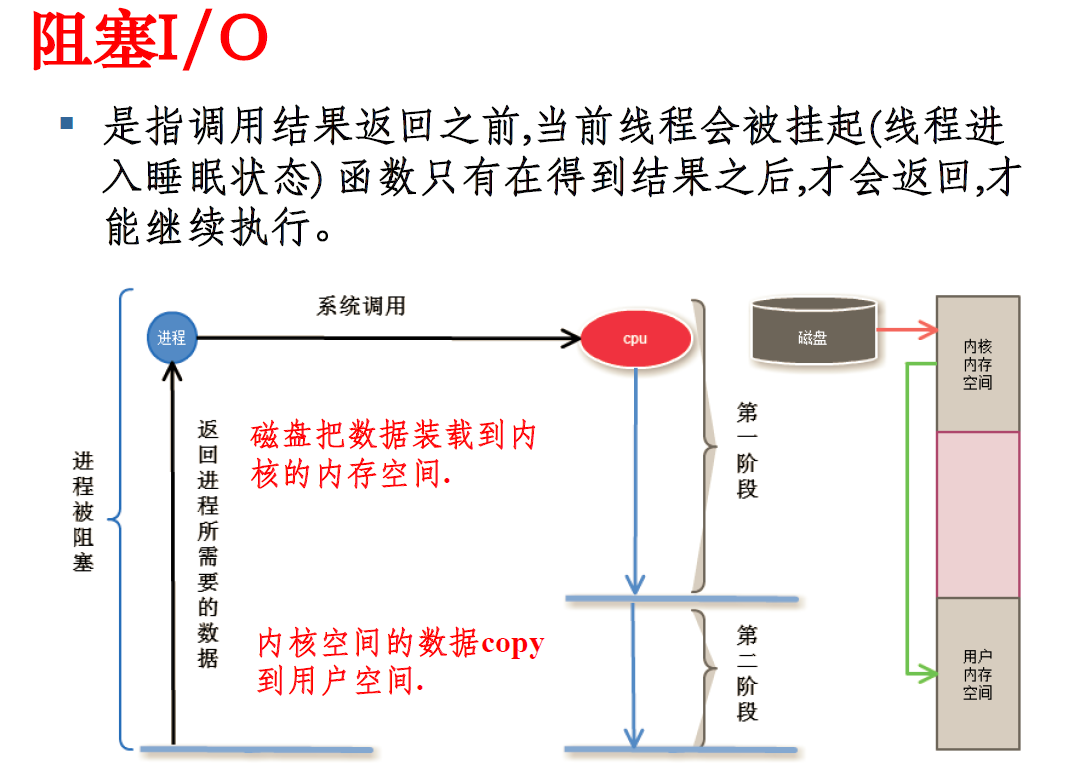 阻塞I/O
是指调用结果返回之前,当前线程会被挂起(线程进
入睡眠状态) 函数只有在得到结果之后,才会返回,才
能继续执行。
系统调用
进程
cpu
磁盘
内核
内存
空间
进程被阻塞
返回进程所需要的数据
磁盘把数据装载到内
核的内存空间.
第一阶段
内核空间的数据copy
到用户空间.
第二阶段
用户
内存
空间